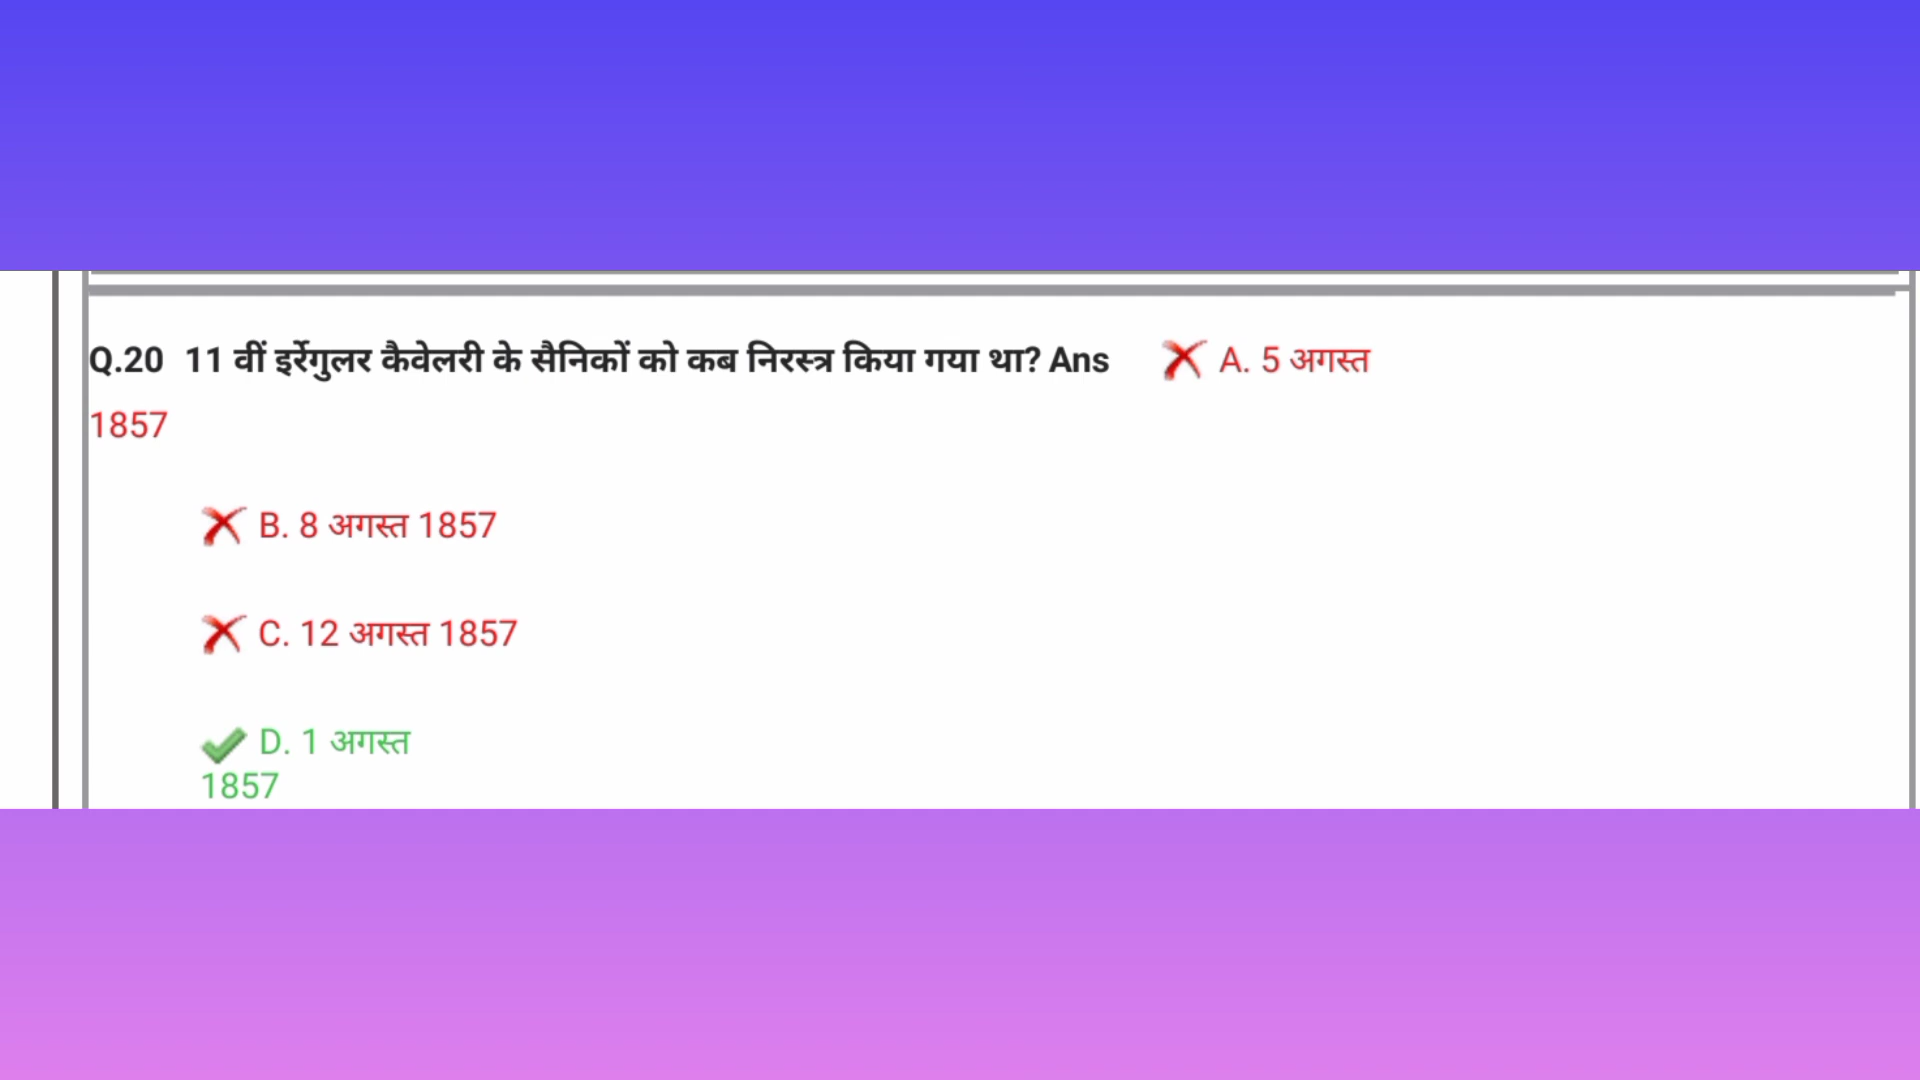 Q.20 11 वीं इर्रेगुलर कैवेलरी के सैनिकों को कब निरस्त्र किया गया था? Ans A. 5 अगस्त
1857
B. 8 अगस्त 1857
C. 12 अगस्त 1857
D. 1 अगस्त
1857